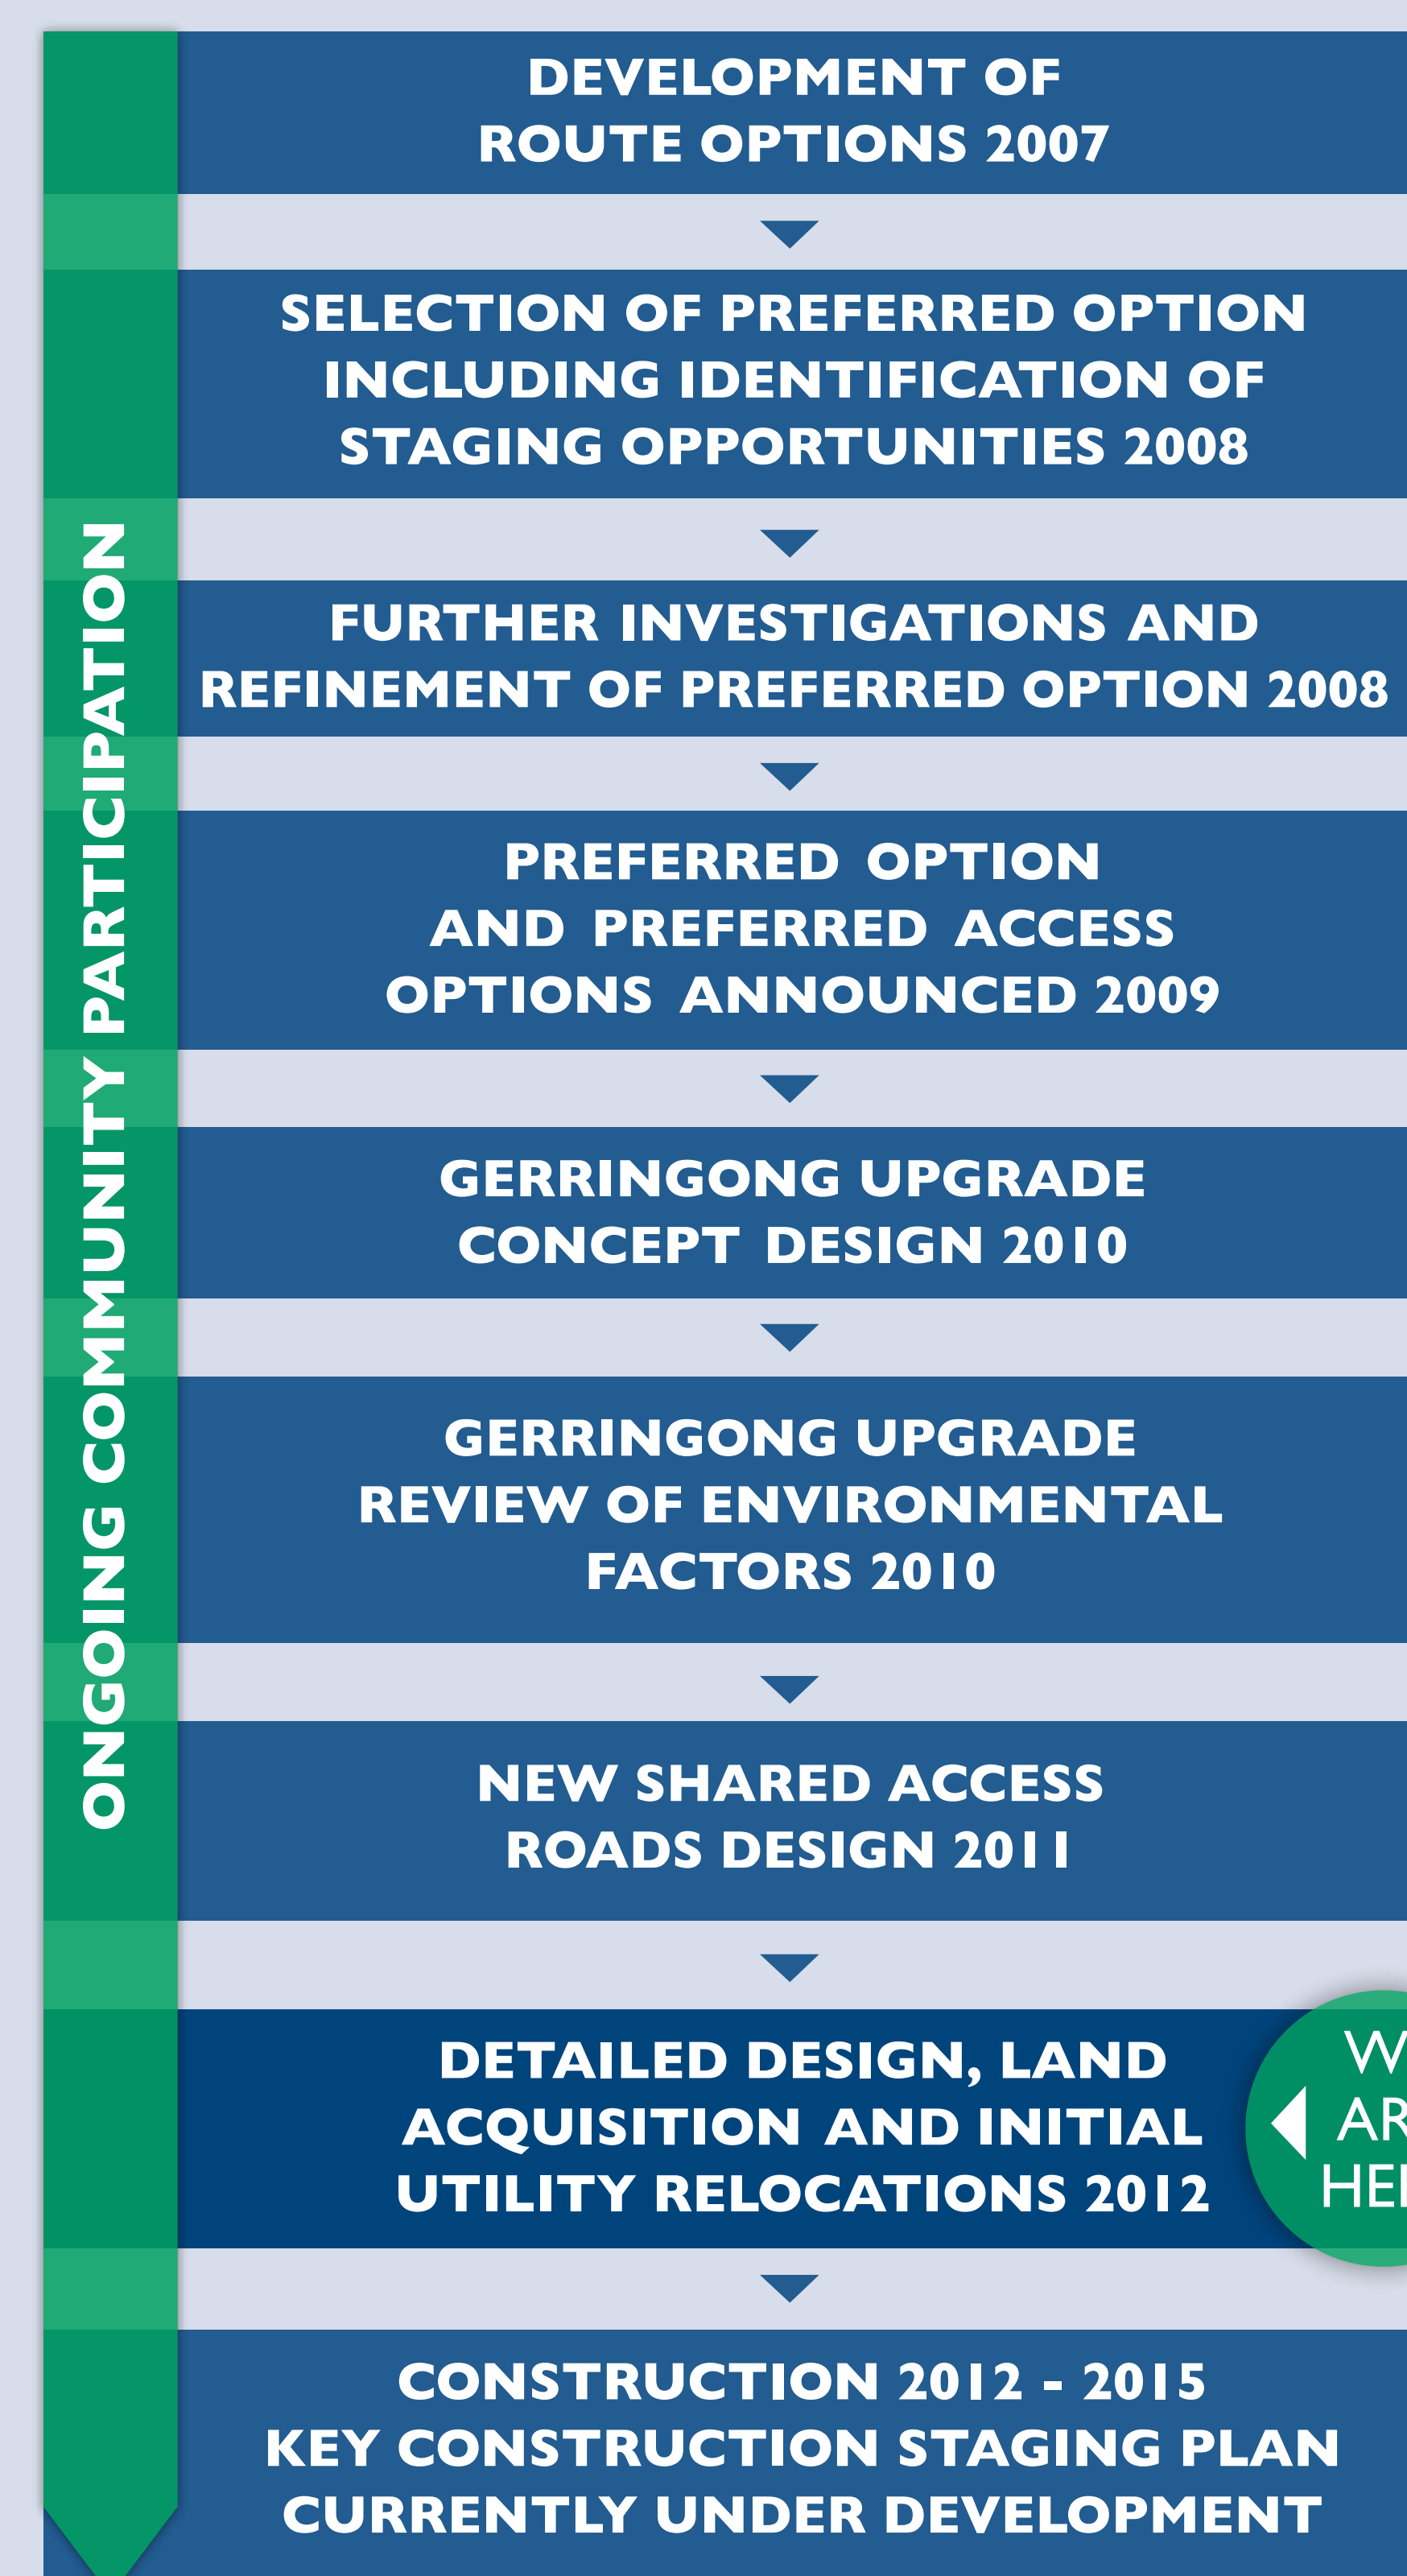 DEVELOPMENT OF
ROUTE OPTIONS 2007
SELECTION OF PREFERRED OPTION
INCLUDING IDENTIFICATION OF
STAGING OPPORTUNITIES 2008
FURTHER INVESTIGATIONS AND
REFINEMENT OF PREFERRED OPTION 2008
PREFERRED OPTION
AND PREFERRED ACCESS
OPTIONS ANNOUNCED 2009
GERRINGONG UPGRADE
CONCEPT DESIGN 2010
GERRINGONG UPGRADE
REVIEW OF ENVIRONMENTAL
FACTORS 2010
NEW SHARED ACCESS
ROADS DESIGN 2011
DETAILED DESIGN, LAND
ACQUISITION AND INITIAL
UTILITY RELOCATIONS 2012
CONSTRUCTION 2012 - 2015
KEY CONSTRUCTION STAGING PLAN
CURRENTLY UNDER DEVELOPMENT
ONGOING COMMUNITY PARTICIPATION